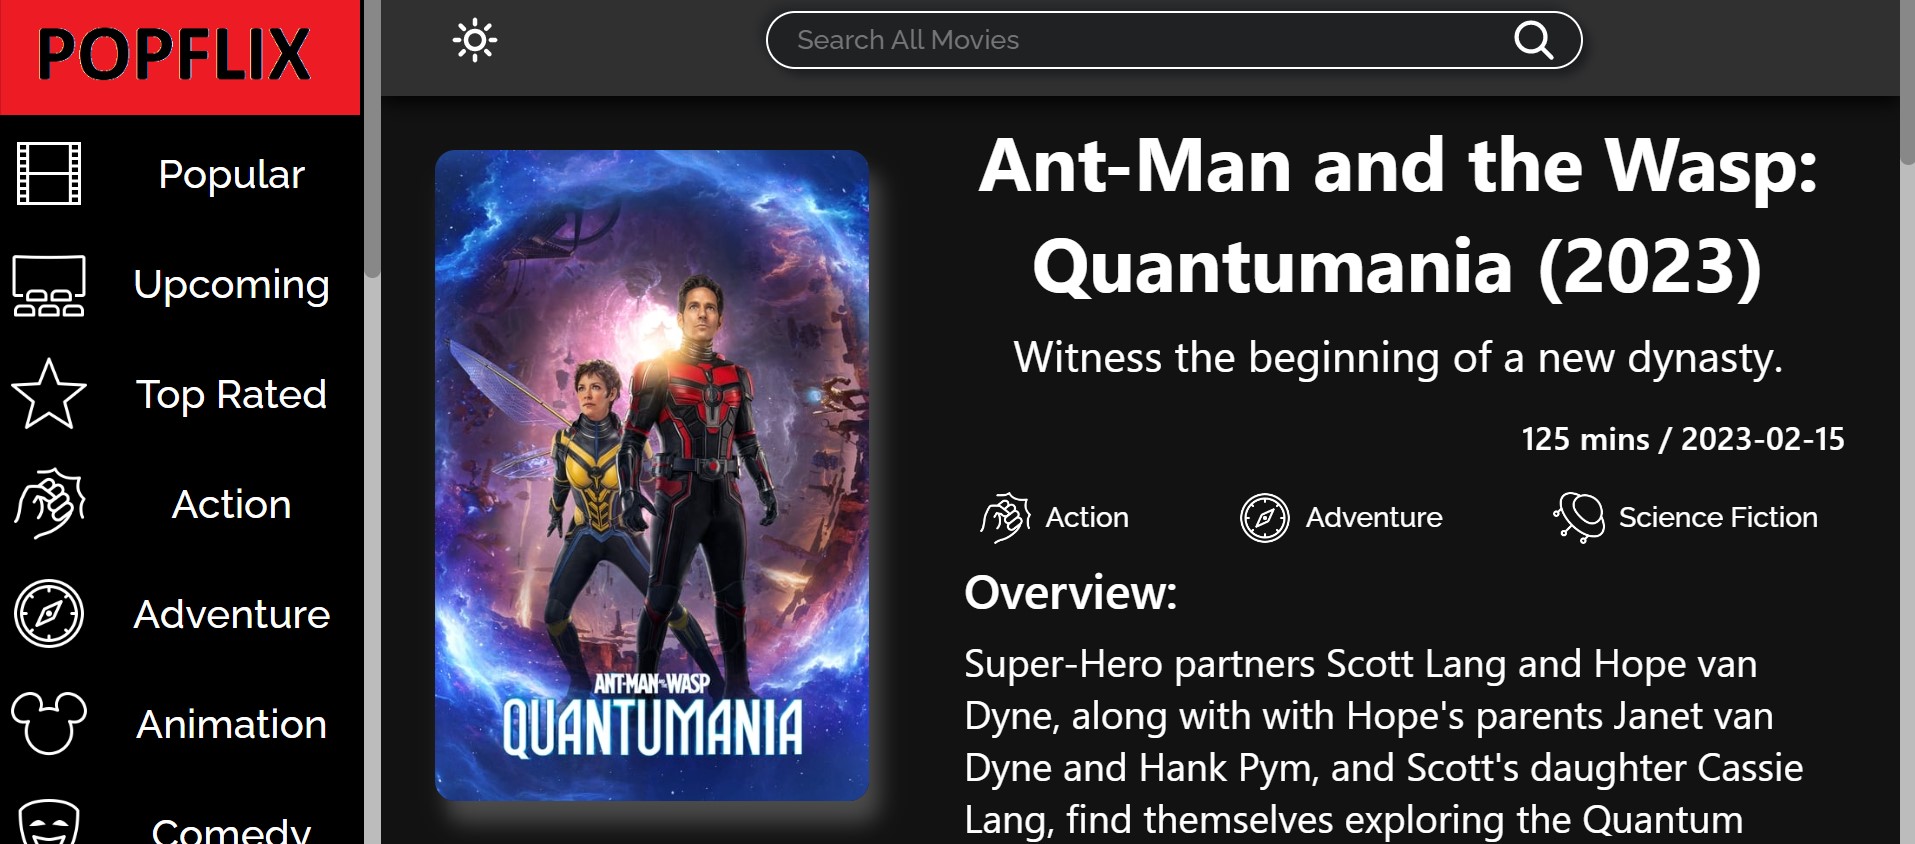 POPFLIX
Popular
Upcoming
Top Rated
Action
Adventure
Animation
Comedy
Search All Movies
ANT-MAN AND THE WASP
QUANTUMANIA
Ant-Man and the Wasp:
Quantumania (2023)
Witness the beginning of a new dynasty.
125 mins / 2023-02-15
Action
Adventure
Science Fiction
Overview:
Super-Hero partners Scott Lang and Hope van
Dyne, along with with Hope's parents Janet van
Dyne and Hank Pym, and Scott's daughter Cassie
Lang, find themselves exploring the Quantum